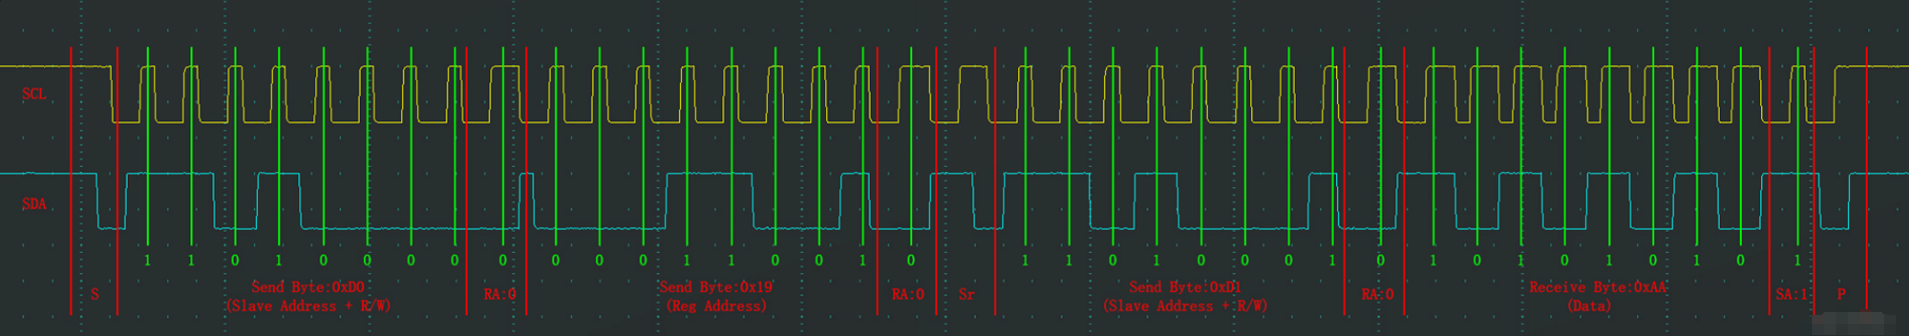 SCL
SDA
1 1 0 1 0 0 0 0 0 0 0 0 1 1 0 0 1 0 1 1 0 1 0 0 0 1 0 1 0 1 0 1 0 1 0 1
S
Send Byte:0xD0
(Slave Address + R/W)
RA:0
Send Byte:0x19
(Reg Address)
RA:0
Sr
Send Byte:0xD1
(Slave Address + R/W)
RA:0
Receive Byte:0xAA
(Data)
SA:1
P